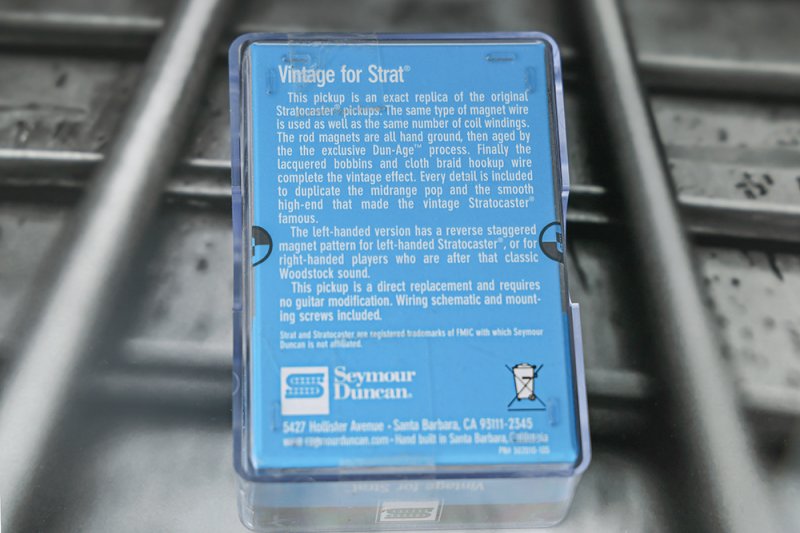 Vintage for Strat®
This pickup is an exact replica of the original
Stratocaster® pickups. The same type of magnet wire
is used as well as the same number of coil windings.
The rod magnets are all hand ground, then aged by
the the exclusive Dun-Age™ process. Finally the
lacquered bobbins and cloth braid hookup wire
complete the vintage effect. Every detail is included
to duplicate the midrange pop and the smooth
high-end that made the vintage Stratocaster®
famous.
The left-handed version has a reverse staggered
magnet pattern for left-handed Stratocaster®, or for
right-handed players who are after that classic
Woodstock sound.
This pickup is a direct replacement and requires
no guitar modification. Wiring schematic and mount-
ing screws included.
Strat and Stratocaster are registered trademarks of FMIC with which Seymour
Duncan is not affiliated.
Seymour
Duncan®
5427 Hollister Avenue • Santa Barbara, CA 93111-2345
www.seymourduncan.com • Hand built in Santa Barbara, California
Vintage for Strat